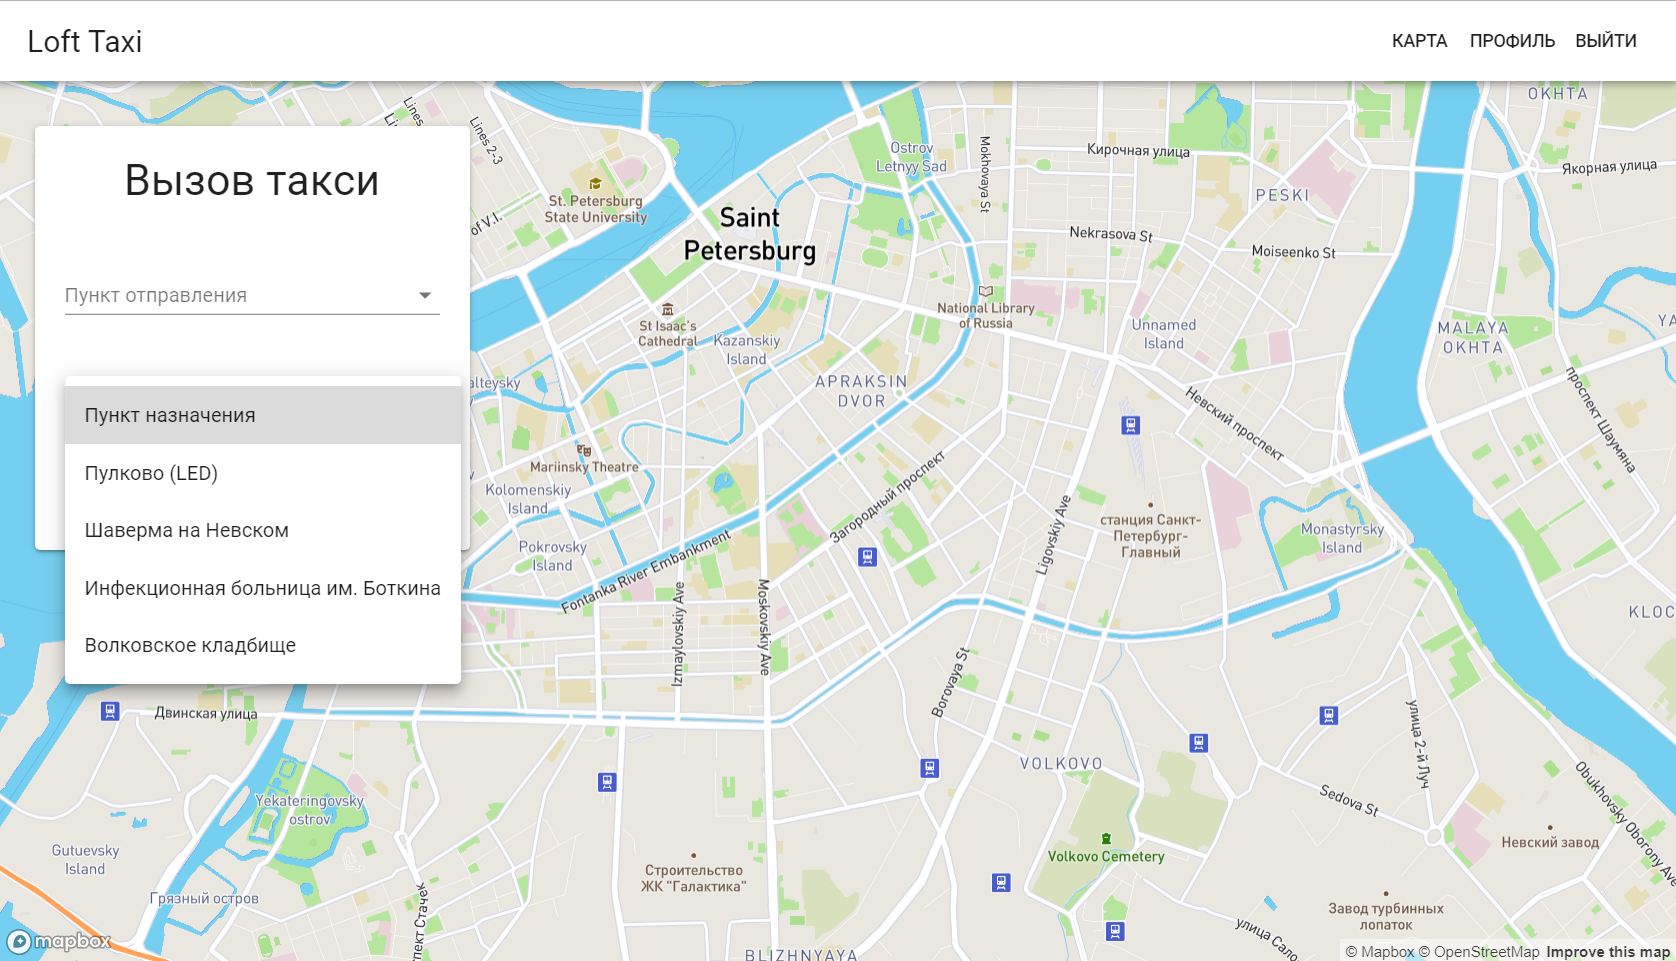 Loft Taxi
КАРТА
ПРОФИЛЬ
ВЫЙТИ
Вызов такси
Пункт отправления
Пункт назначения
Пулково (LED)
Шаверма на Невском
Инфекционная больница им. Боткина
Волковское кладбище
Lines 2-3
St. Petersburg
State University
of V.I.
Saint
Petersburg
Ostrov
Letnyy Sad
Mokhovaya St
Кирочная улица
ОКНТА
Якорная улица
PESKI
Nekrasova St
Moiseenko St
National Library
of Russia
St Isaac's
Cathedral
Kazanskiy
Island
Unnamed
Island
MALAYA
OKHTA
YA
alteysky
APRAKSIN
DVOR
Невский проспект
проспект Шаумяна
Mariinsky Theatre
Kolomenskiy
Island
Загородный проспект
Ligovskiy Ave
станция Санкт-
Петербург-
Главный
Monastyrsky
Island
Pokrovsky
Island
Fontanka River Embankment
Izmaylovskiy Ave
Moskovskiy Ave
KLOC
Borovaya St
Двинская улица
улица 2-й Луч
VOLKOVO
Yekateringovsky
ostrov
Sedova St
Obukhovsky Oborony Ave
Gutuevsky
Island
Volkovo Cemetery
Невский завод
Строительство
ЖК "Галактика"
Грязный остров
пект Стачек
Завод турбинных
лопаток
улица Сало
BLIZHNYAYA
mapbox
© Mapbox © OpenStreetMap Improve this map